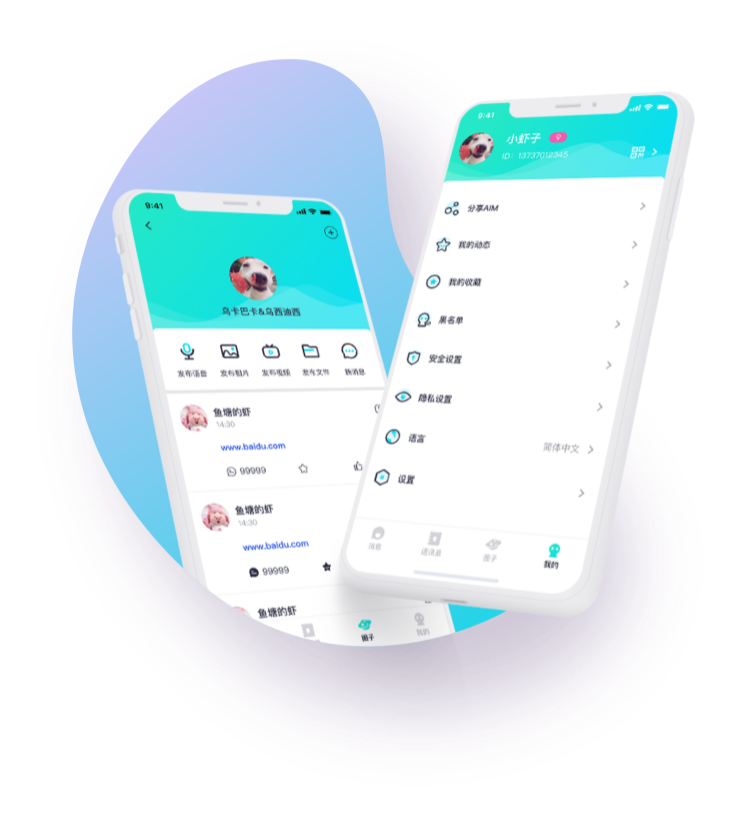 9:41
乌卡巴卡&乌西迪西
发布语音 发布相片 发布视频 发布文件 新消息
鱼塘的虾
14:30
www.baidu.com
99999
鱼塘的虾
14:30
www.baidu.com
99999
鱼塘的虾
圈子 我的
9:41
小虾子
ID: 13737012345
分享AIM
我的动态
我的收藏
黑名单
安全设置
隐私设置
语言 简体中文
设置
消息 通讯录 圈子 我的